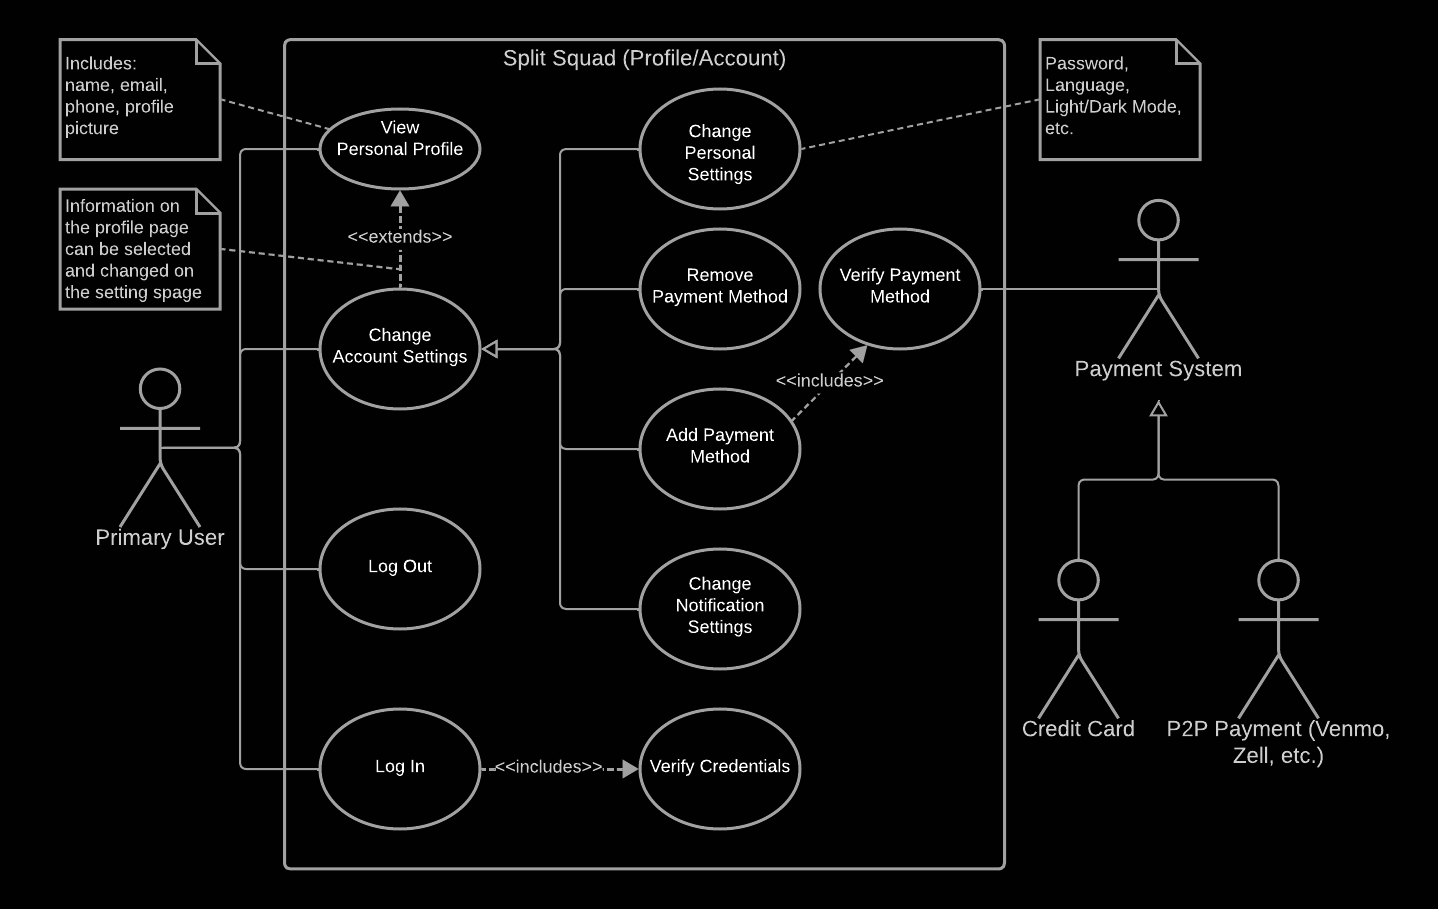 Split Squad (Profile/Account)
Includes:
name, email,
phone, profile
picture
Information on
the profile page
can be selected
and changed on
the setting spage
Password,
Language,
Light/Dark Mode,
etc.
View
Personal Profile
<<extends>>
Change
Account Settings
Log Out
Log In
<<includes>>
Verify Credentials
Change
Personal
Settings
Remove
Payment Method
Verify Payment
Method
<<includes>>
Add Payment
Method
Change
Notification
Settings
Primary User
Payment System
Credit Card
P2P Payment (Venmo,
Zell, etc.)